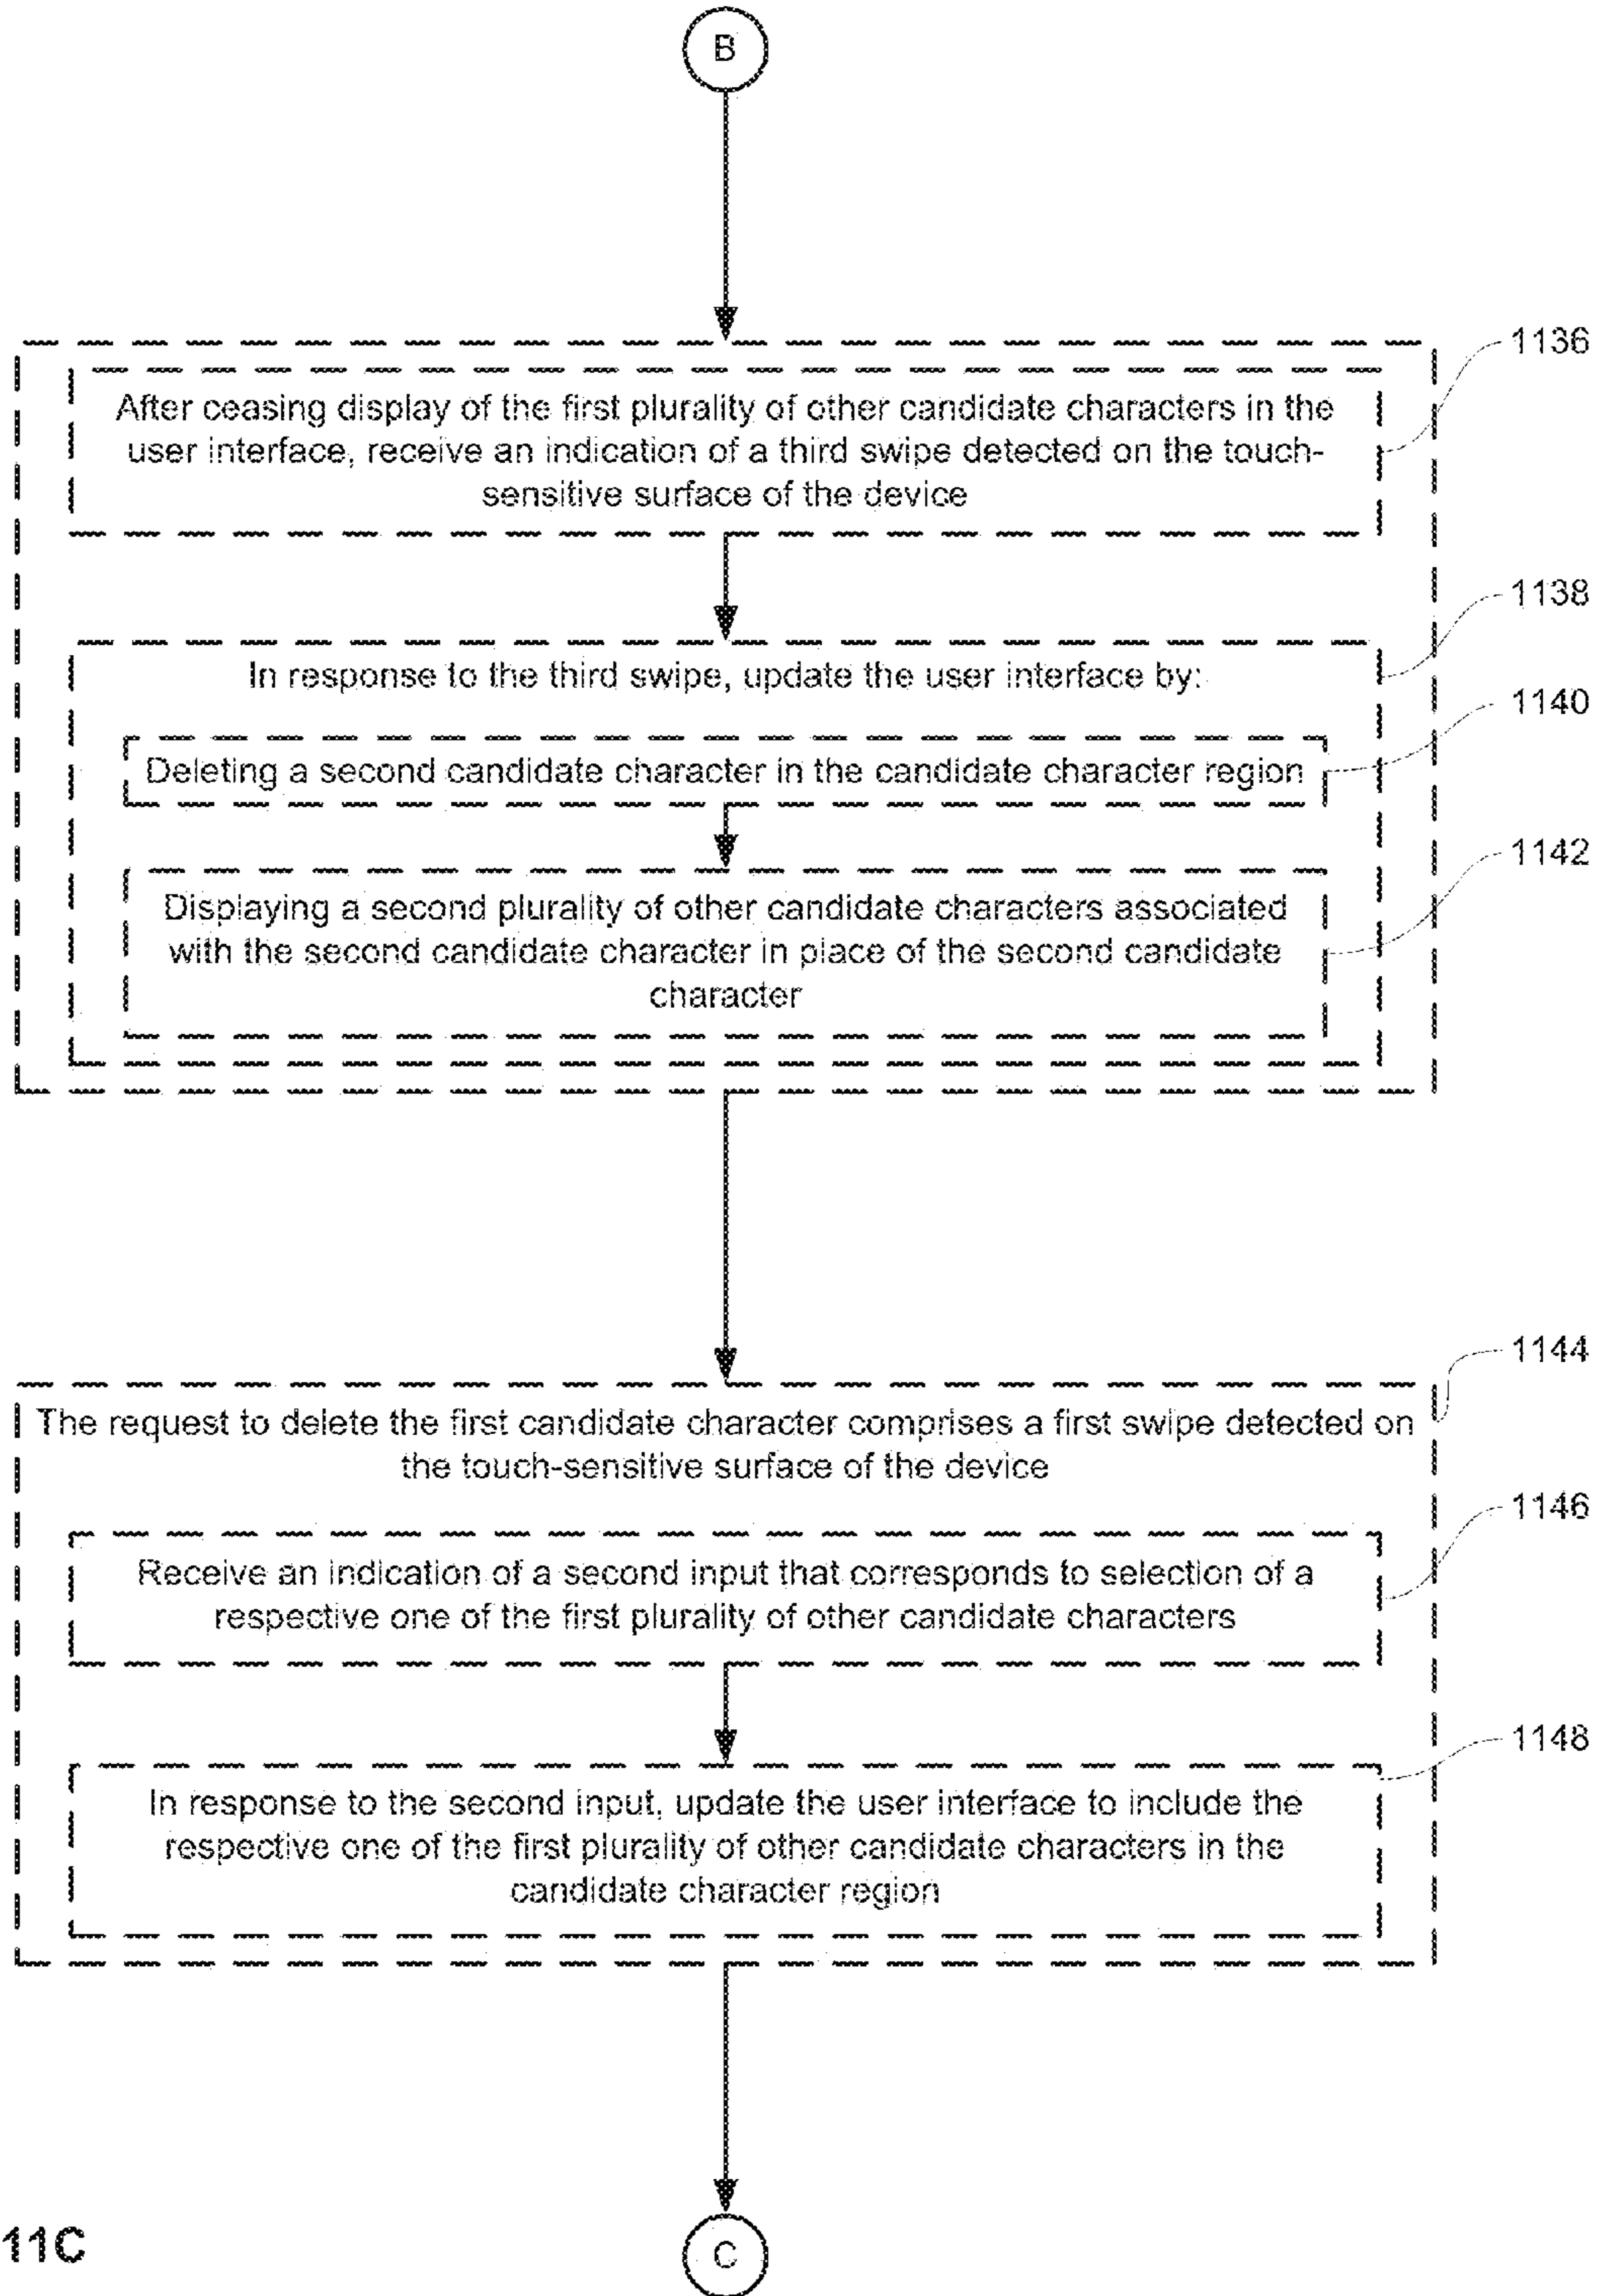 B
1136
After ceasing display of the first plurality of other candidate characters in the
user interface, receive an indication of a third swipe detected on the touch-
sensitive surface of the device
1138
In response to the third swipe, update the user interface by:
1140
Deleting a second candidate character in the candidate character region
1142
Displaying a second plurality of other candidate characters associated
with the second candidate character in place of the second candidate
character
1144
The request to delete the first candidate character comprises a first swipe detected on
the touch-sensitive surface of the device
1146
Receive an indication of a second input that corresponds to selection of a
respective one of the first plurality of other candidate characters
1148
In response to the second input, update the user interface to include the
respective one of the first plurality of other candidate characters in the
candidate character region
11C
C